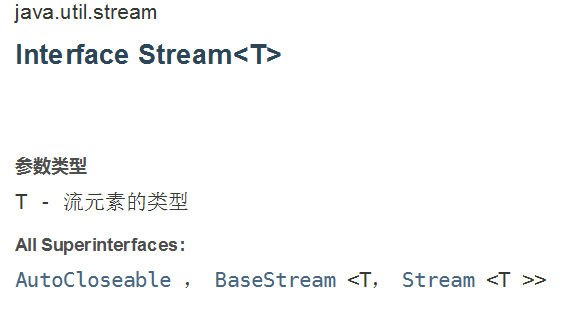 java.util.stream
Interface Stream<T>
参数类型
T - 流元素的类型
All Superinterfaces:
AutoCloseable ， BaseStream <T， Stream <T >>